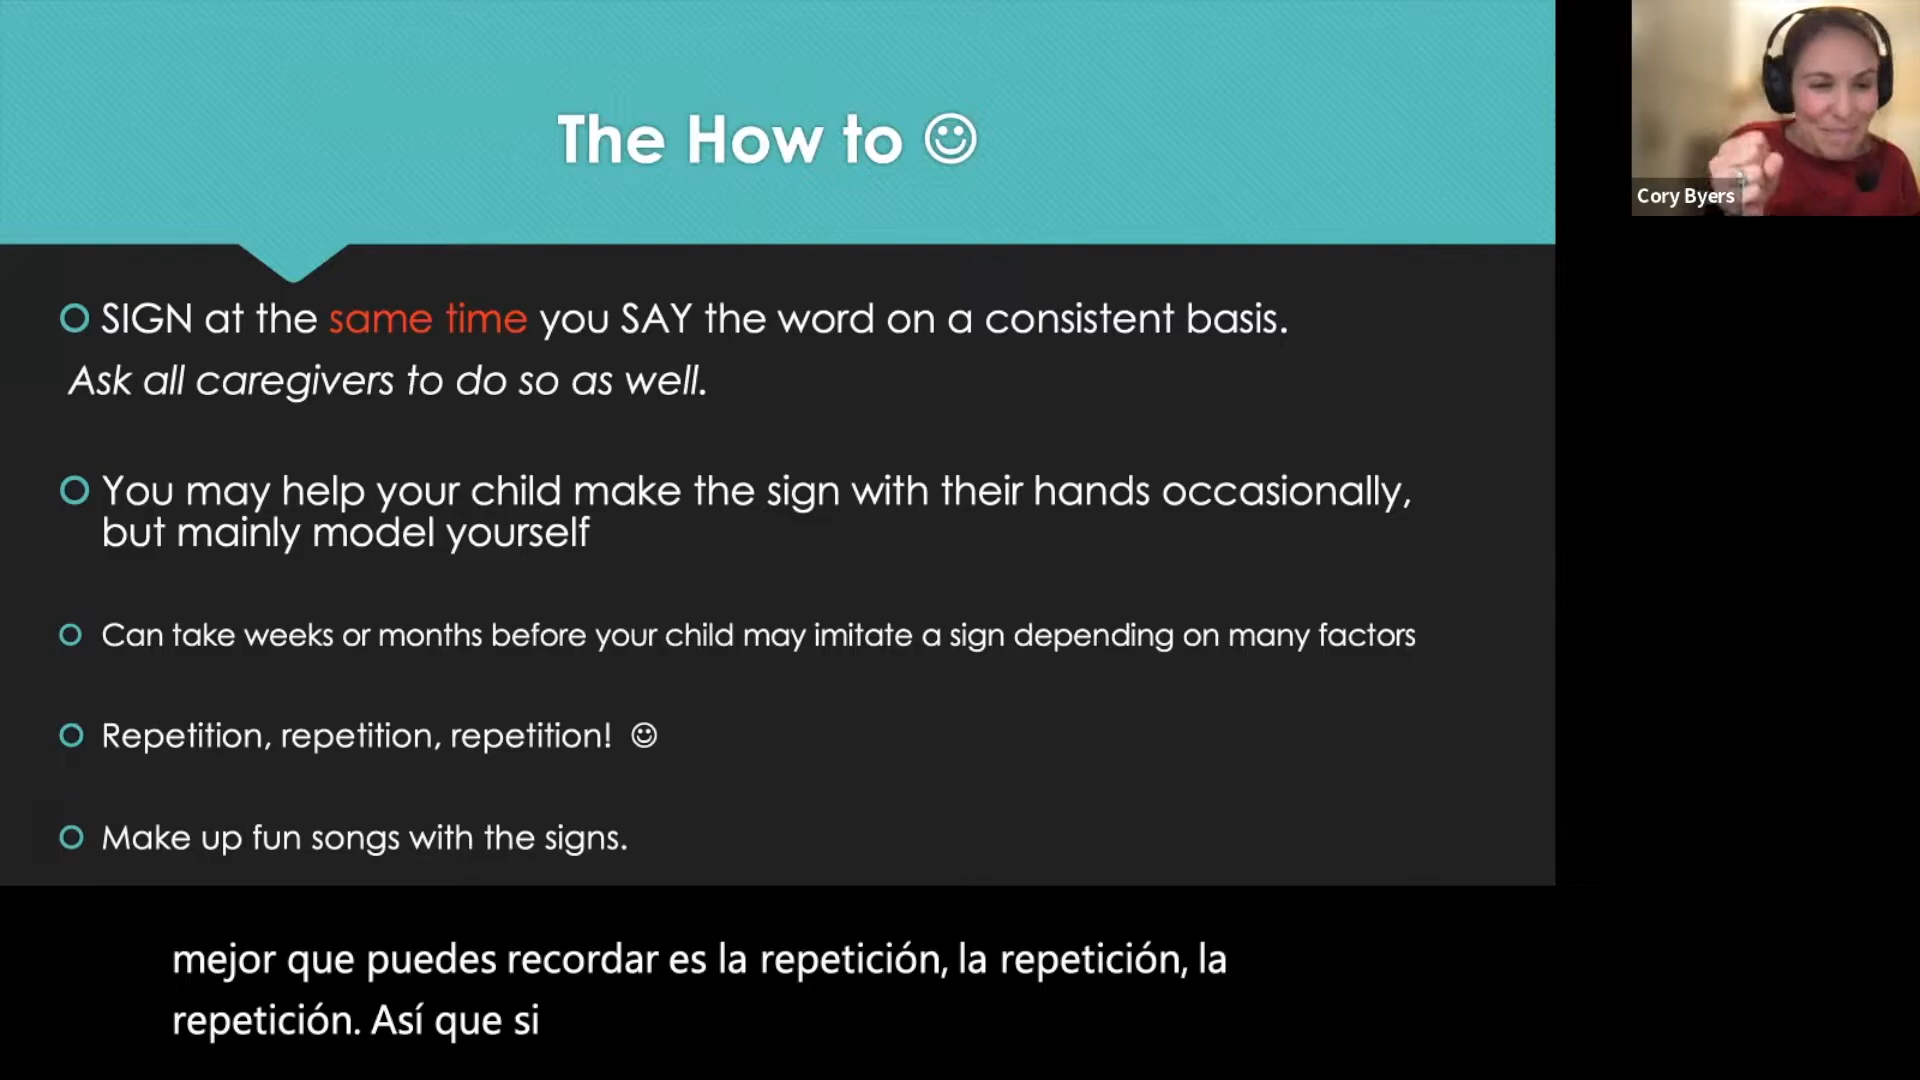 The How to ☺
Cory Byers
SIGN at the same time you SAY the word on a consistent basis.
Ask all caregivers to do so as well.
You may help your child make the sign with their hands occasionally,
but mainly model yourself
Can take weeks or months before your child may imitate a sign depending on many factors
Repetition, repetition, repetition! ☺
Make up fun songs with the signs.
mejor que puedes recordar es la repetición, la repetición, la
repetición. Así que si